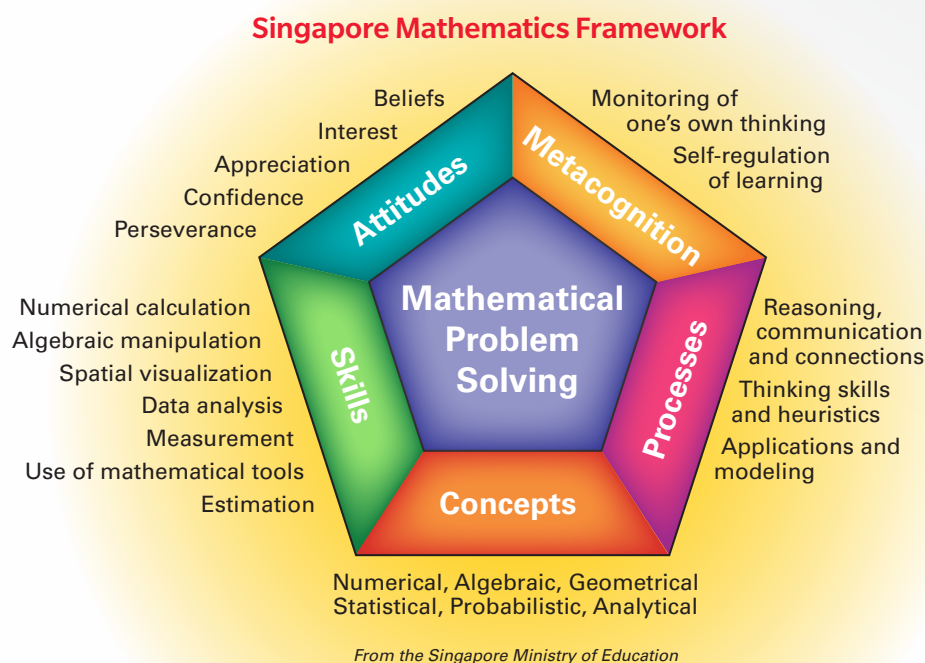 Singapore Mathematics Framework
Beliefs
Interest
Appreciation
Confidence
Perseverance
Attitudes
Metacognition
Monitoring of
one's own thinking
Self-regulation
of learning
Mathematical
Problem
Solving
Numerical calculation
Algebraic manipulation
Spatial visualization
Data analysis
Measurement
Use of mathematical tools
Estimation
Skills
Processes
Reasoning,
communication
and connections
Thinking skills
and heuristics
Applications and
modeling
Concepts
Numerical, Algebraic, Geometrical
Statistical, Probabilistic, Analytical
From the Singapore Ministry of Education